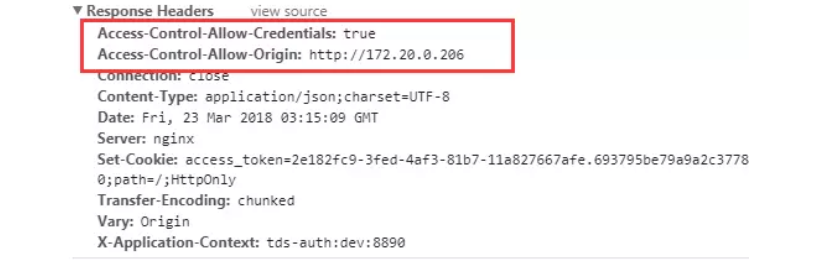 ▼ Response Headers view source
Access-Control-Allow-Credentials: true
Access-Control-Allow-Origin: http://172.20.0.206
Connection: close
Content-Type: application/json;charset=UTF-8
Date: Fri, 23 Mar 2018 03:15:09 GMT
Server: nginx
Set-Cookie: access_token=2e182fc9-3fed-4af3-81b7-11a827667afe.693795be79a9a2c3778
0;path=/;HttpOnly
Transfer-Encoding: chunked
Vary: Origin
X-Application-Context: tds-auth:dev:8890